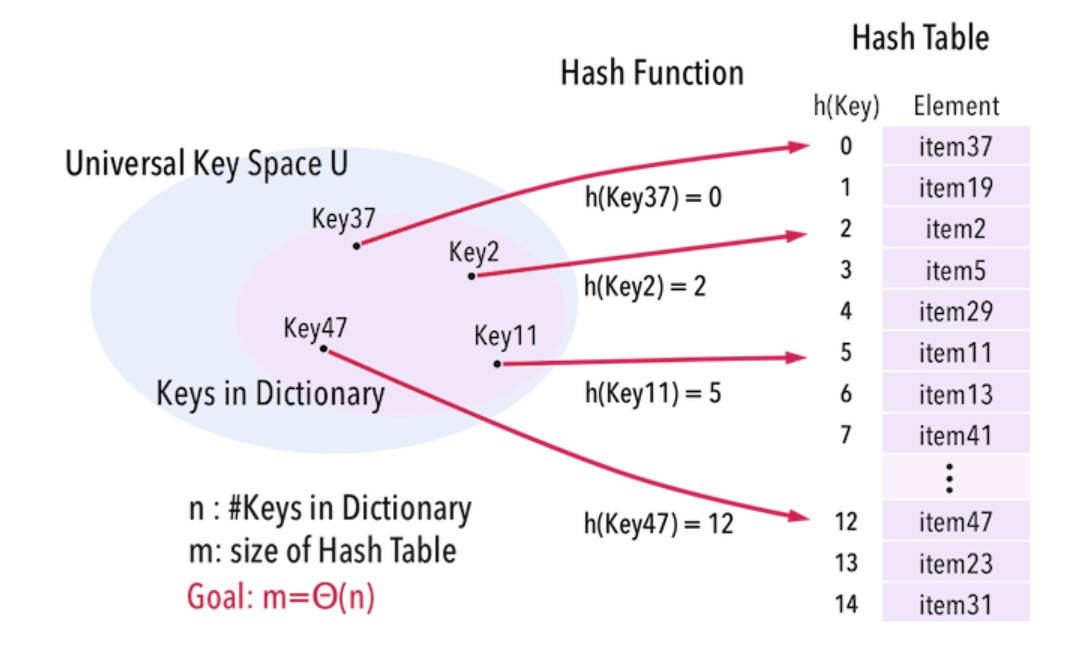 Hash Table
Hash Function
h(Key) Element
Universal Key Space U
0 item37
h(Key37) = 0
1 item19
Key37
2 item2
Key2
3 item5
h(Key2) = 2
4 item29
Key47
Key11
5 item11
Keys in Dictionary
h(Key11) = 5
6 item13
7 item41
⋮
n : #Keys in Dictionary
h(Key47) = 12
12 item47
m: size of Hash Table
13 item23
Goal: m=Θ(n)
14 item31